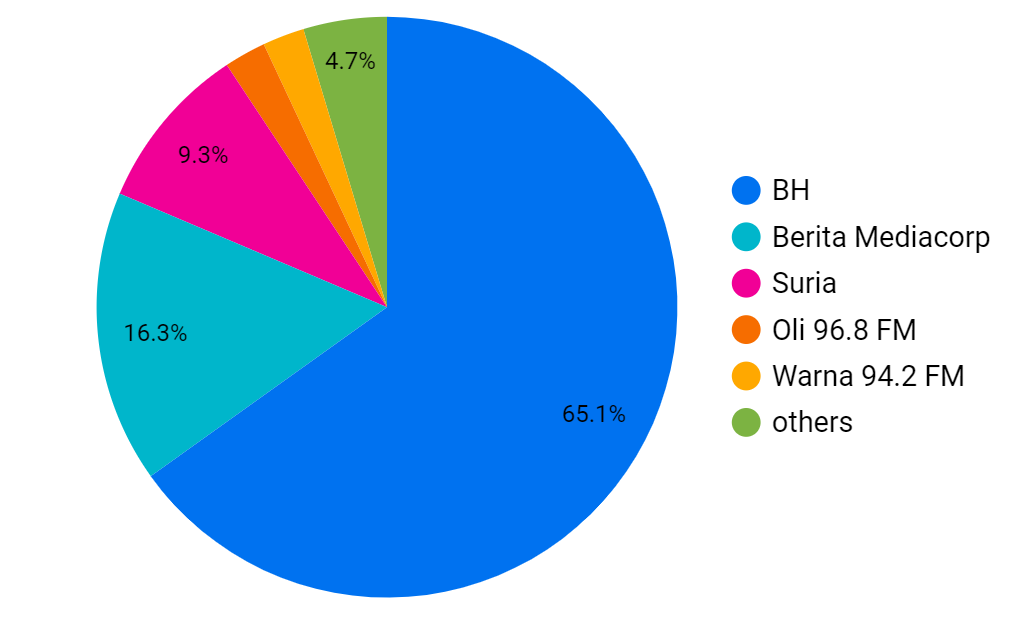 4.7%
9.3%
16.3%
65.1%
BH
Berita Mediacorp
Suria
Oli 96.8 FM
Warna 94.2 FM
others